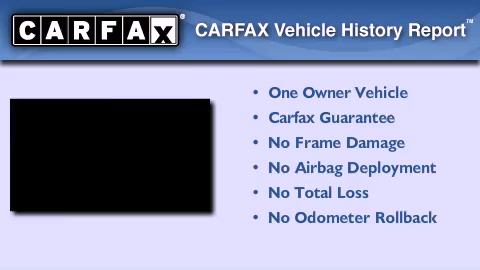 CARFAX® CARFAX Vehicle History Report™
• One Owner Vehicle
• Carfax Guarantee
• No Frame Damage
• No Airbag Deployment
• No Total Loss
• No Odometer Rollback